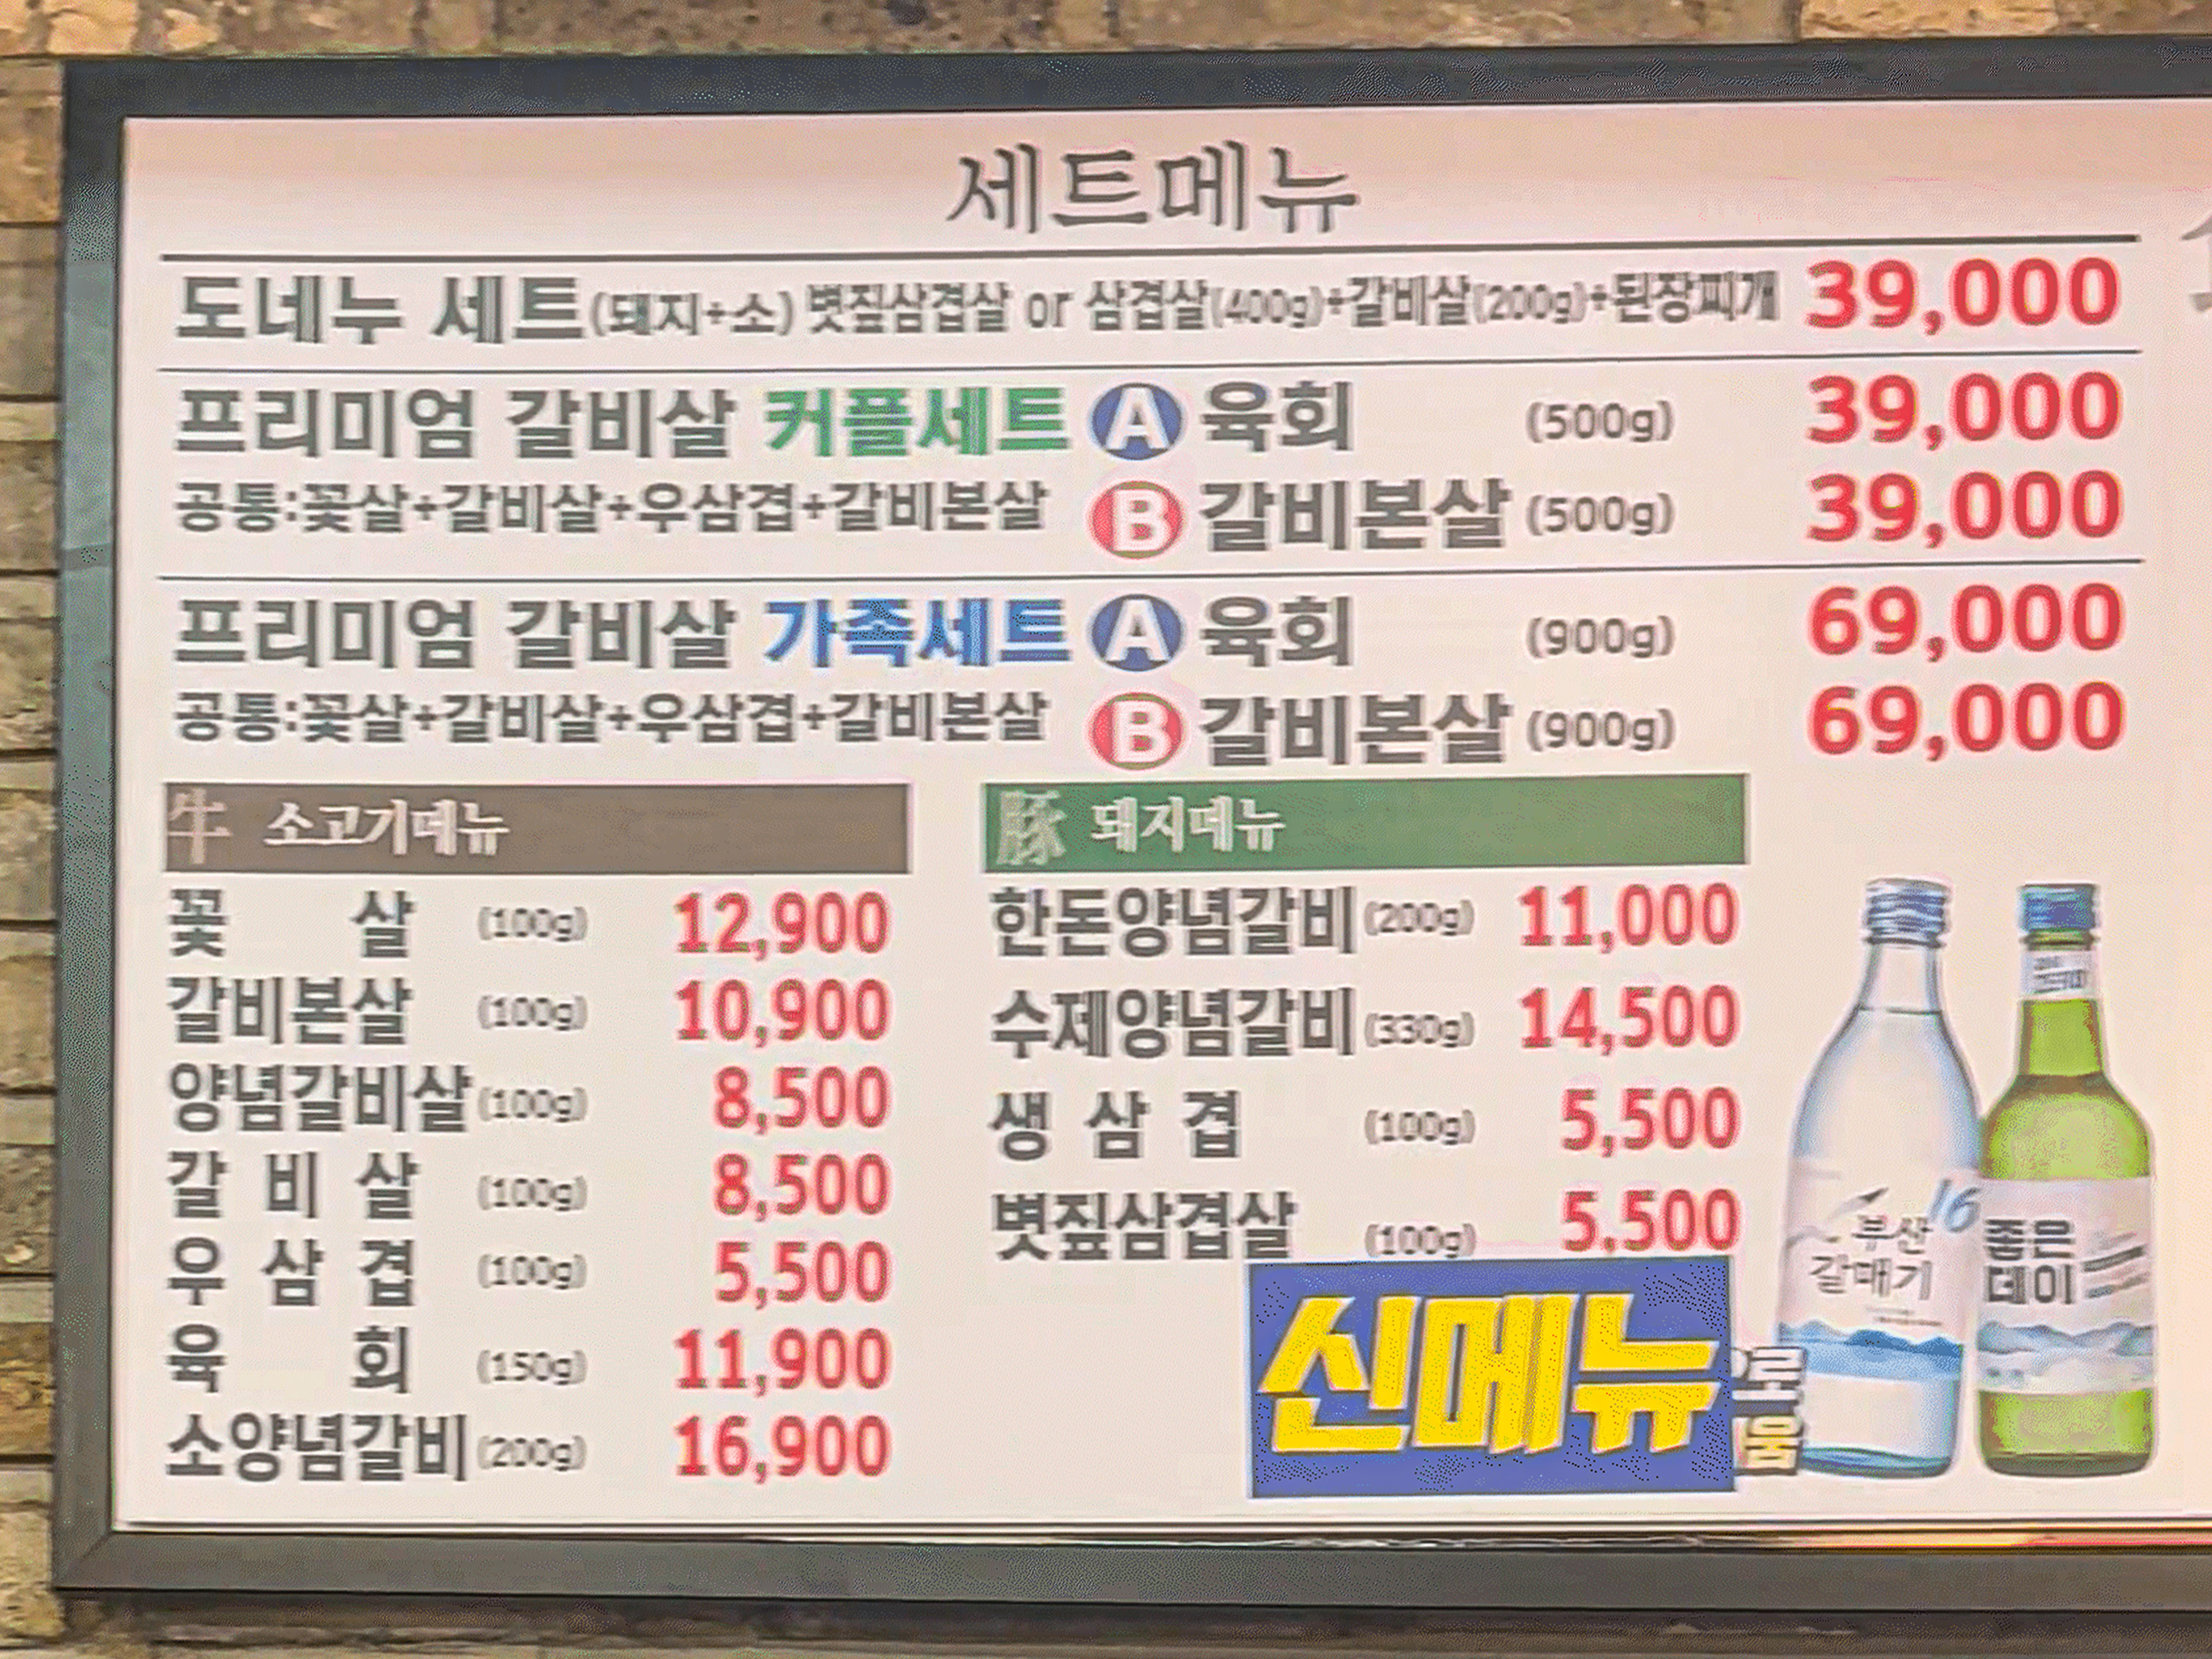 세트메뉴
도네누 세트(돼지+소) 볏짚삼겹살 or 삼겹살(400g)+갈비살(200g)+된장찌개 39,000
프리미엄 갈비살 커플세트 A 육회 (500g) 39,000
공통:꽃살+갈비살+우삼겹+갈비본살 B 갈비본살 (500g) 39,000
프리미엄 갈비살 가족세트 A 육회 (900g) 69,000
공통:꽃살+갈비살+우삼겹+갈비본살 B 갈비본살 (900g) 69,000
牛 소고기메뉴
꽃살 (100g) 12,900
갈비본살 (100g) 10,900
양념갈비살 (100g) 8,500
갈비살 (100g) 8,500
우삼겹 (100g) 5,500
육회 (150g) 11,900
소양념갈비 (200g) 16,900
豚 돼지메뉴
한돈양념갈비 (200g) 11,000
수제양념갈비 (330g) 14,500
생삼겹 (100g) 5,500
볏짚삼겹살 (100g) 5,500
신메뉴
로
움
부산 16
갈매기
좋은
데이